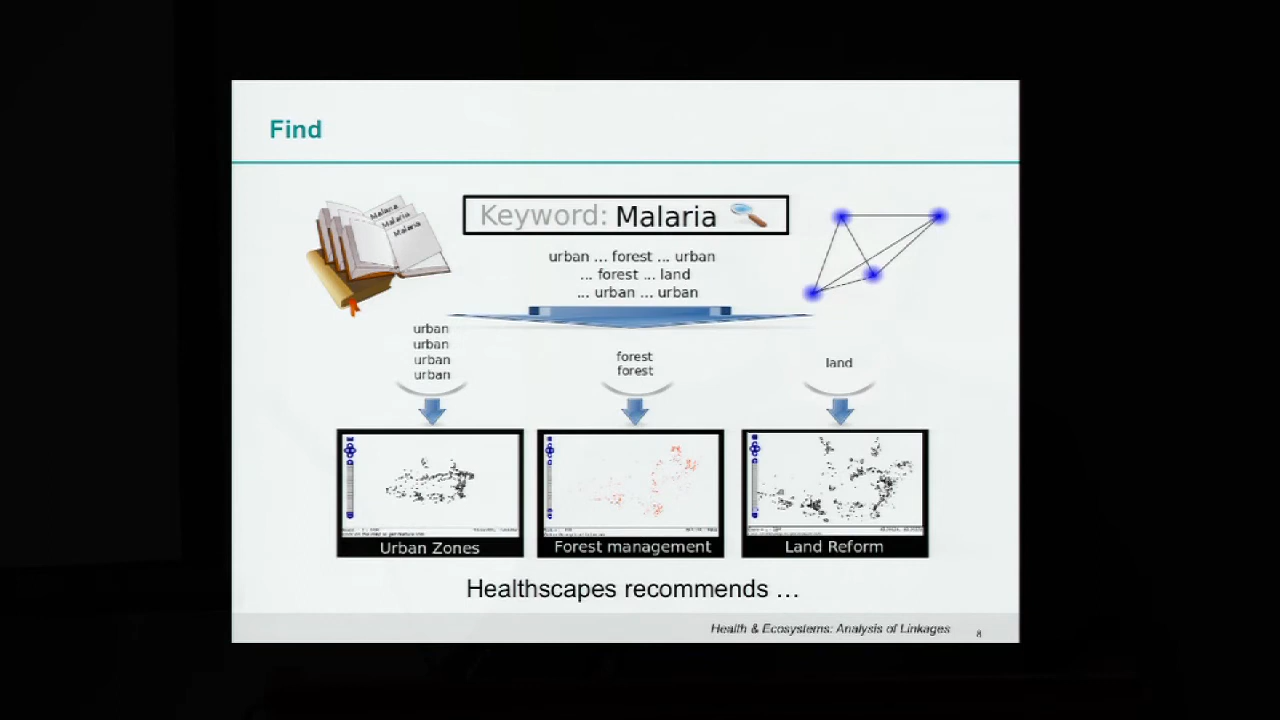 Find
Malaria
Malaria
Malaria
Keyword: Malaria
urban ... forest ... urban
... forest ... land
... urban ... urban
urban
urban
urban
urban
forest
forest
land
Urban Zones
Forest management
Land Reform
Healthscapes recommends ...
Health & Ecosystems: Analysis of Linkages
8